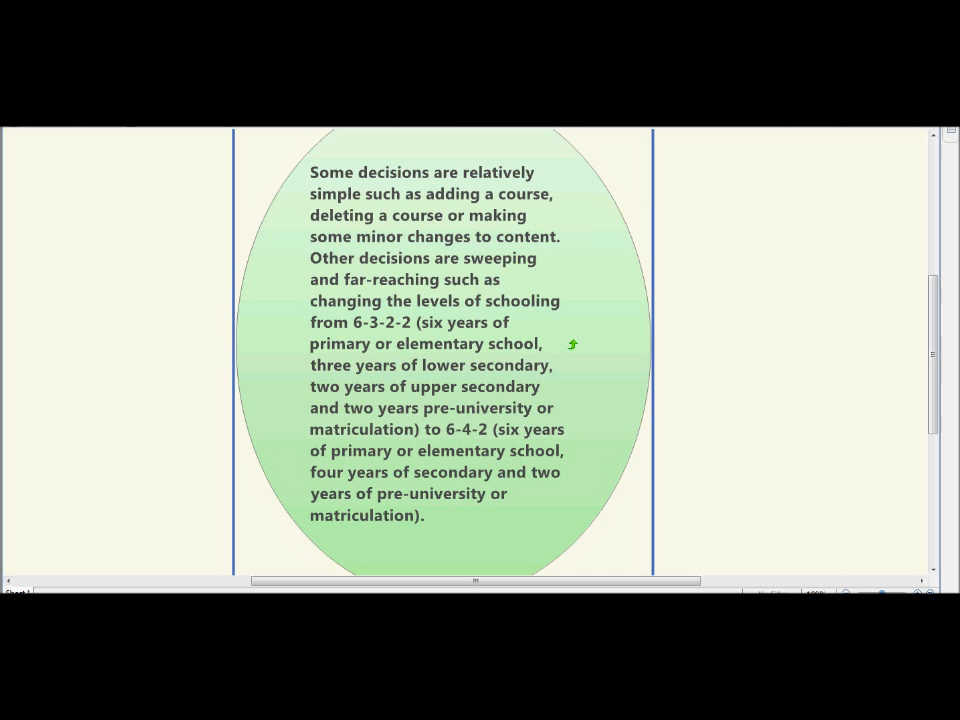 Some decisions are relatively
simple such as adding a course,
deleting a course or making
some minor changes to content.
Other decisions are sweeping
and far-reaching such as
changing the levels of schooling
from 6-3-2-2 (six years of
primary or elementary school,
three years of lower secondary,
two years of upper secondary
and two years pre-university or
matriculation) to 6-4-2 (six years
of primary or elementary school,
four years of secondary and two
years of pre-university or
matriculation).